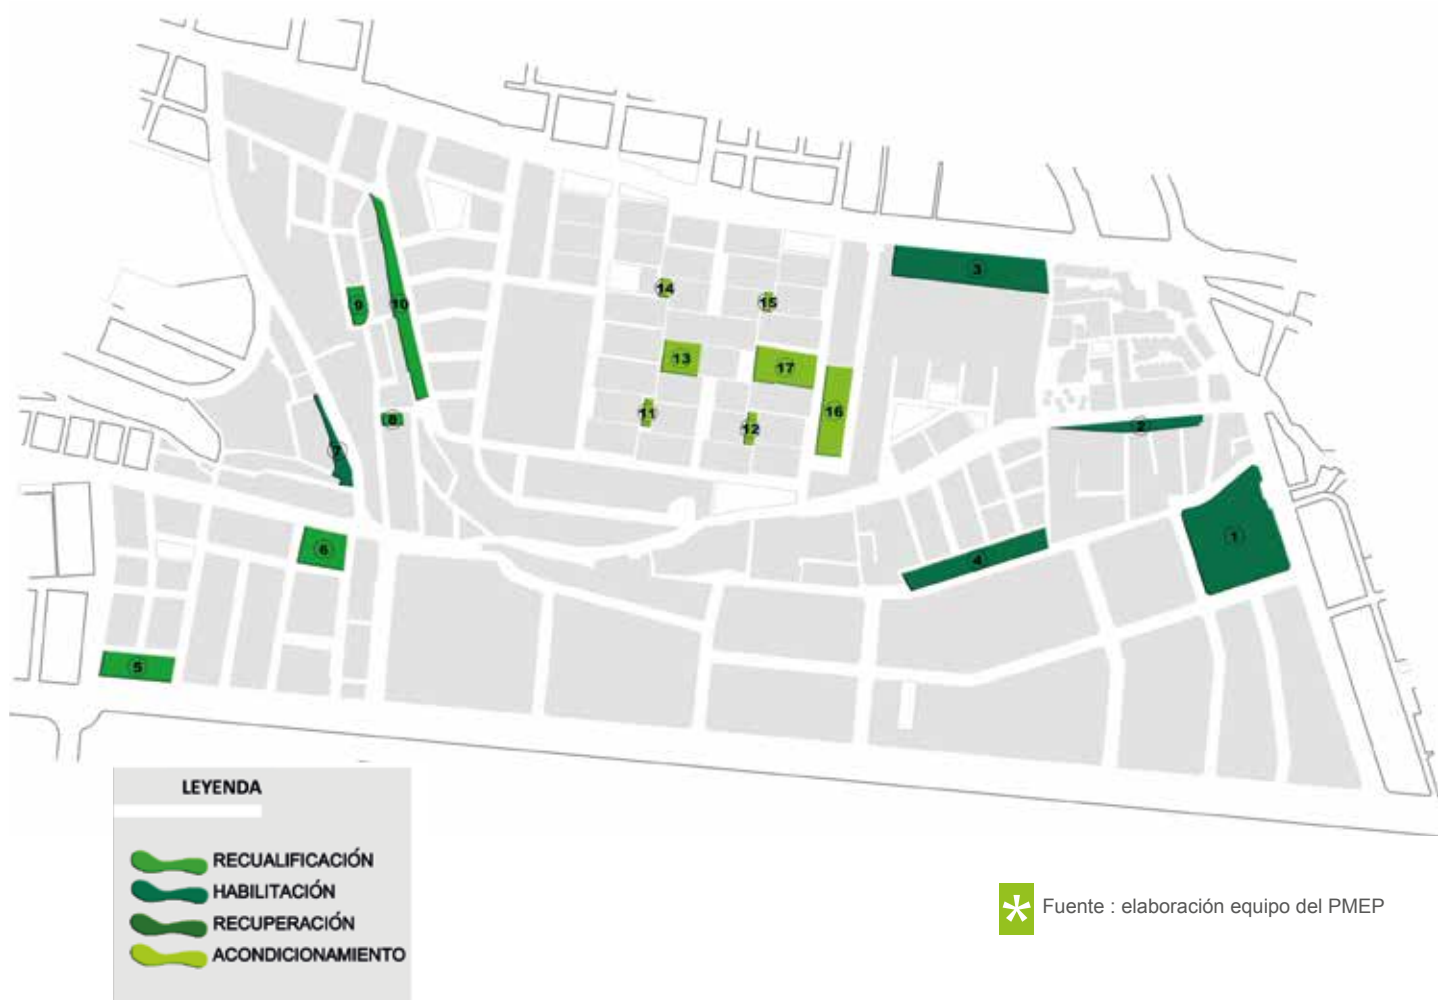 3
14
15
9
10
13
17
16
11
12
8
2
7
1
6
4
5
LEYENDA
RECUALIFICACIÓN
HABILITACIÓN
RECUPERACIÓN
ACONDICIONAMIENTO
* Fuente : elaboración equipo del PMEP